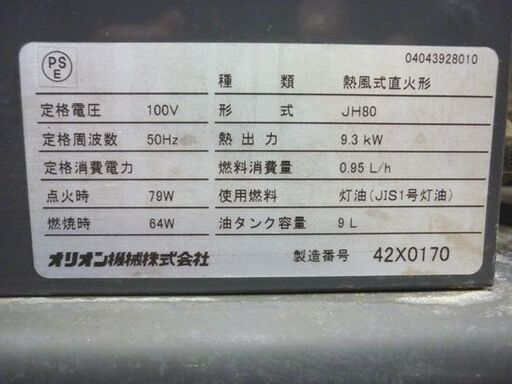 PS
E
04043928010
種類 熱風式直火形
定格電圧 100V 形式 JH80
定格周波数 50Hz 熱出力 9.3 kW
定格消費電力 燃料消費量 0.95 L/h
点火時 79W 使用燃料 灯油(JIS1号灯油)
燃焼時 64W 油タンク容量 9 L
オリオン機械株式会社 製造番号 42X0170